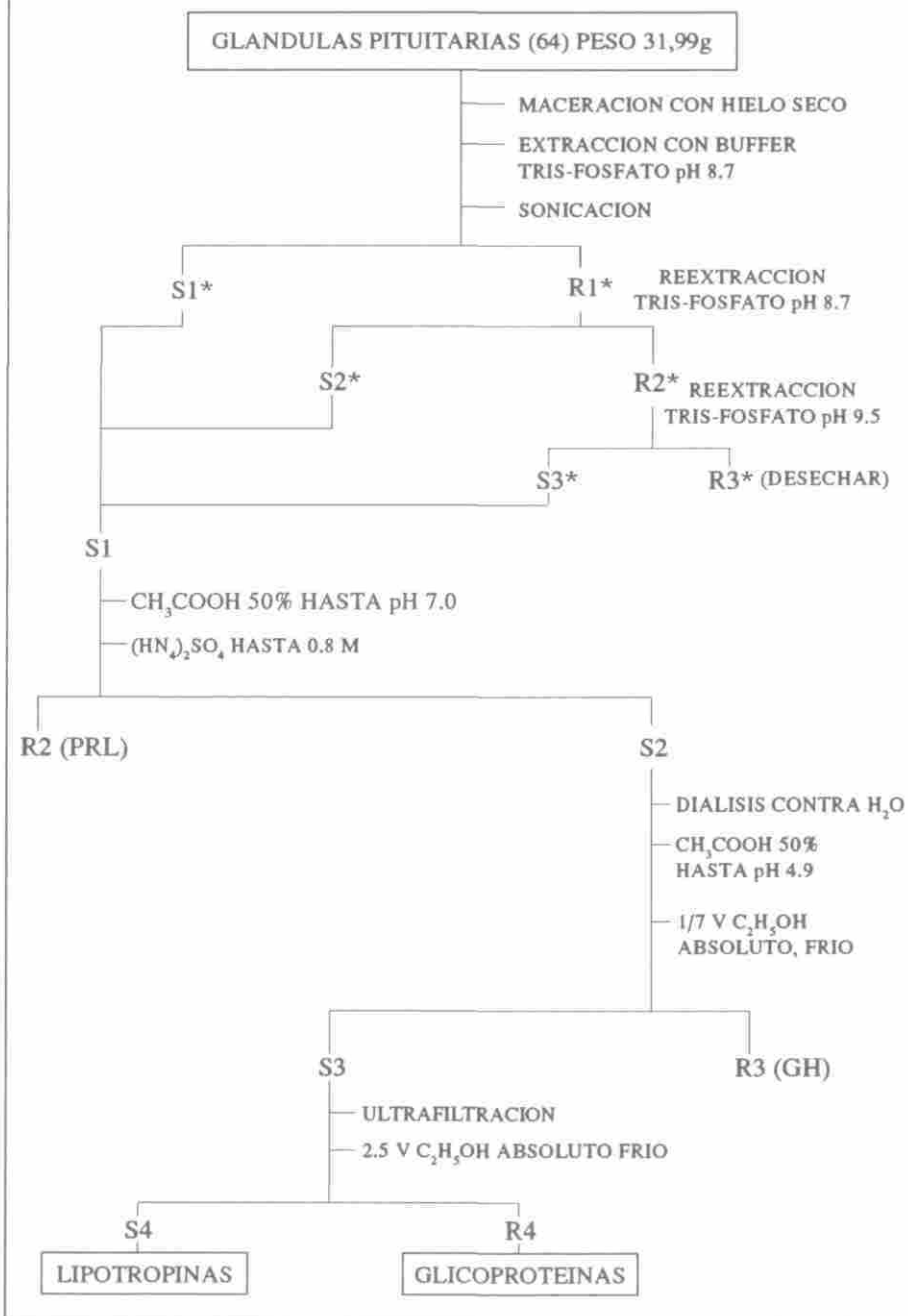 GLANDULAS PITUITARIAS (64) PESO 31,99g
MACERACION CON HIELO SECO
EXTRACCION CON BUFFER
TRIS-FOSFATO pH 8.7
SONICACION
S1*
R1*
REEXTRACCION
TRIS-FOSFATO pH 8.7
S2*
R2*
REEXTRACCION
TRIS-FOSFATO pH 9.5
S3*
R3* (DESECHAR)
S1
CH₃COOH 50% HASTA pH 7.0
(HN₄)₂SO₄ HASTA 0.8 M
R2 (PRL)
S2
DIALISIS CONTRA H₂O
CH₃COOH 50%
HASTA pH 4.9
1/7 V C₂H₅OH
ABSOLUTO, FRIO
S3
R3 (GH)
ULTRAFILTRACION
2.5 V C₂H₅OH ABSOLUTO FRIO
S4
R4
LIPOTROPINAS
GLICOPROTEINAS